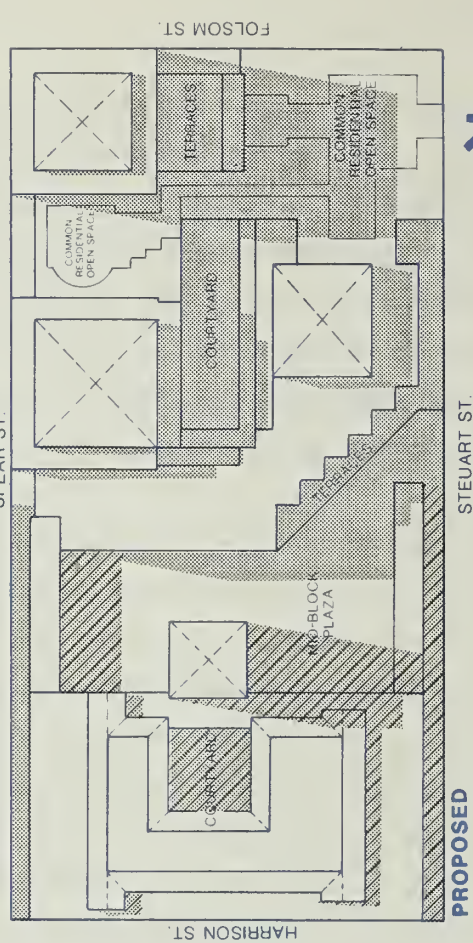 FOLSOM ST.
TERRACES
COMMON
RESIDENTIAL
OPEN SPACE
COMMON
RESIDENTIAL
OPEN SPACE
COURTYARD
SPEAR ST.
TERRACES
STEUART ST.
MID-BLOCK
PLAZA
COURTYARD
HARRISON ST.
PROPOSED